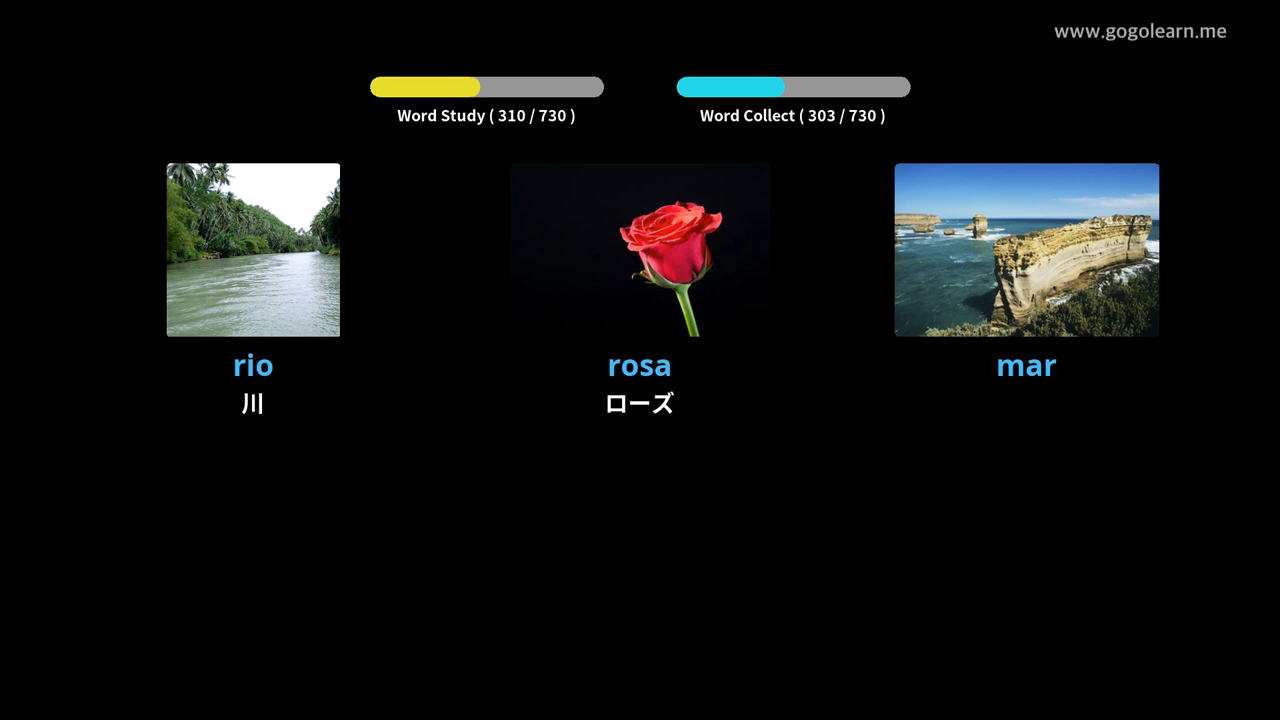 www.gogolearn.me
Word Study ( 310 / 730 )
Word Collect ( 303 / 730 )
rio
川
rosa
ローズ
mar